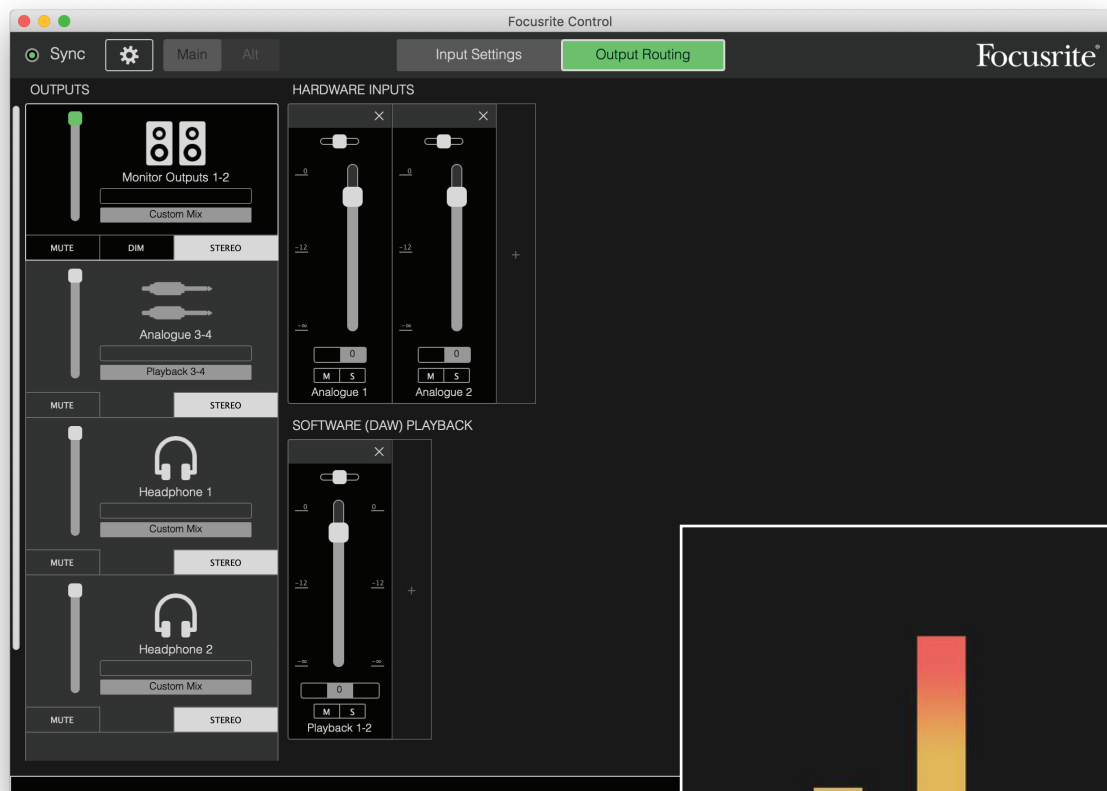 Focusrite Control
Sync
Main
Alt
Input Settings
Output Routing
Focusrite®
OUTPUTS
Monitor Outputs 1-2
Custom Mix
MUTE DIM STEREO
Analogue 3-4
Playback 3-4
MUTE STEREO
Headphone 1
Custom Mix
MUTE STEREO
Headphone 2
Custom Mix
MUTE STEREO
HARDWARE INPUTS
0 0
-12 -12
-∞ -∞
0 0
M S M S
Analogue 1 Analogue 2
+
SOFTWARE (DAW) PLAYBACK
0 0
-12 -12
-∞ -∞
0
M S
Playback 1-2
+